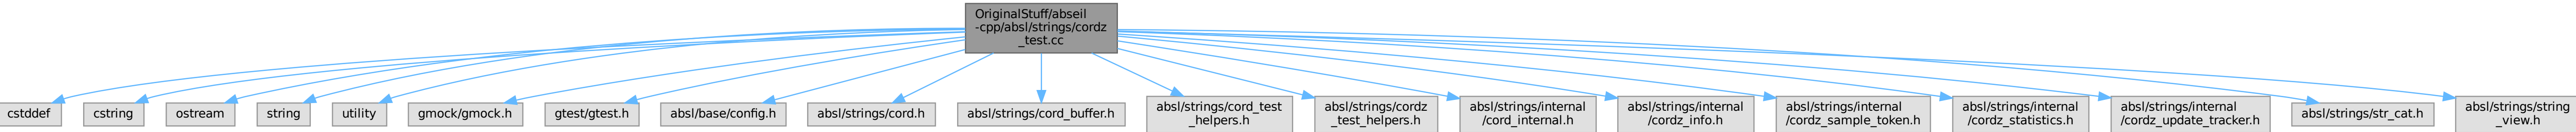 OriginalStuff/abseil
-cpp/absl/strings/cordz
_test.cc
cstddef
cstring
ostream
string
utility
gmock/gmock.h
gtest/gtest.h
absl/base/config.h
absl/strings/cord.h
absl/strings/cord_buffer.h
absl/strings/cord_test
_helpers.h
absl/strings/cordz
_test_helpers.h
absl/strings/internal
/cord_internal.h
absl/strings/internal
/cordz_info.h
absl/strings/internal
/cordz_sample_token.h
absl/strings/internal
/cordz_statistics.h
absl/strings/internal
/cordz_update_tracker.h
absl/strings/str_cat.h
absl/strings/string
_view.h